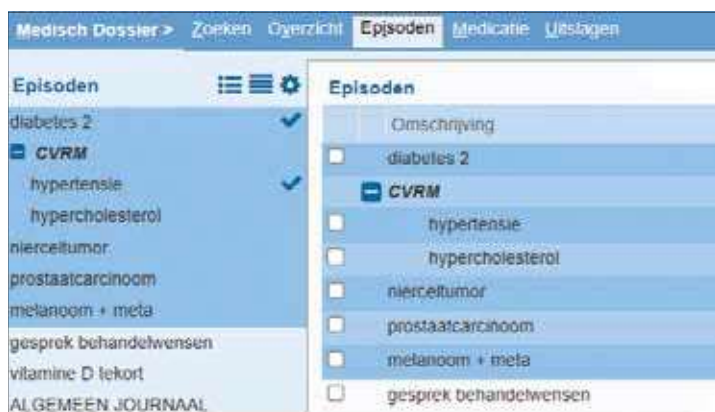 Medisch Dossier > Zoeken Overzicht Episoden Medicatie Uitslagen
Episoden
diabetes 2
CVRM
hypertensie
hypercholesterol
nierceltumor
prostaatcarcinoom
melanoom + meta
gesprek behandelwensen
vitamine D tekort
ALGEMEEN JOURNAAL
Episoden
Omschrijving
diabetes 2
CVRM
hypertensie
hypercholesterol
nierceltumor
prostaatcarcinoom
melanoom + meta
gesprek behandelwensen